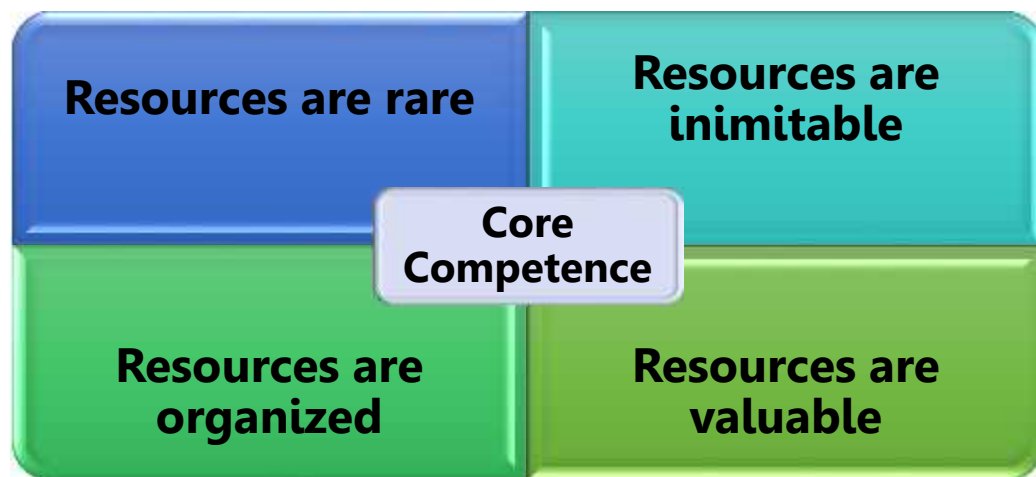 Resources are rare
Resources are
inimitable
Core
Competence
Resources are
organized
Resources are
valuable